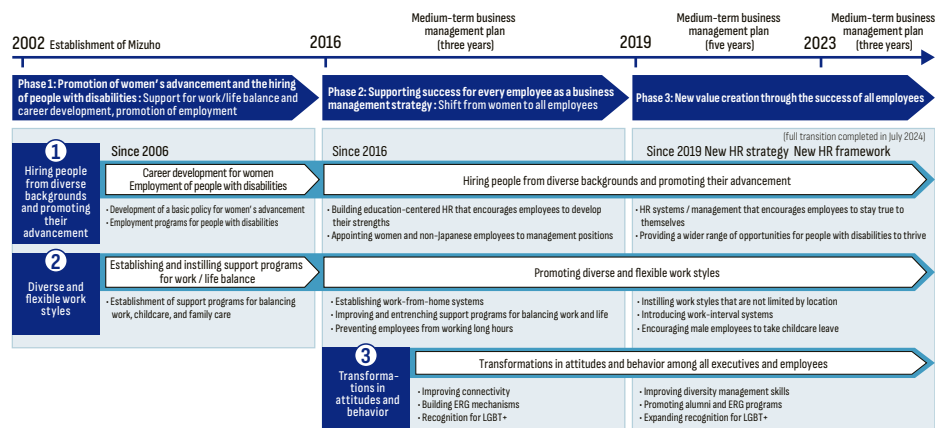 Medium-term business
management plan
(three years)
Medium-term business
management plan
(five years)
Medium-term business
management plan
(three years)
2002 Establishment of Mizuho
2016
2019
2023
Phase 1: Promotion of women's advancement and the hiring
of people with disabilities : Support for work/life balance and
career development, promotion of employment
Phase 2: Supporting success for every employee as a business
management strategy : Shift from women to all employees
Phase 3: New value creation through the success of all employees
(full transition completed in July 2024)
1
Hiring people
from diverse
backgrounds
and promoting
their
advancement
Since 2006
Career development for women
Employment of people with disabilities
・Development of a basic policy for women's advancement
・Employment programs for people with disabilities
Since 2016
Since 2019 New HR strategy New HR framework
Hiring people from diverse backgrounds and promoting their advancement
・Building education-centered HR that encourages employees to develop
their strengths
・Appointing women and non-Japanese employees to management positions
・HR systems / management that encourages employees to stay true to
themselves
・Providing a wider range of opportunities for people with disabilities to thrive
2
Diverse and
flexible work
styles
Establishing and instilling support programs
for work / life balance
・Establishment of support programs for balancing
work, childcare, and family care
Promoting diverse and flexible work styles
・Establishing work-from-home systems
・Improving and entrenching support programs for balancing work and life
・Preventing employees from working long hours
・Instilling work styles that are not limited by location
・Introducing work-interval systems
・Encouraging male employees to take childcare leave
3
Transforma-
tions in
attitudes and
behavior
Transformations in attitudes and behavior among all executives and employees
・Improving connectivity
・Building ERG mechanisms
・Recognition for LGBT+
・Improving diversity management skills
・Promoting alumni and ERG programs
・Expanding recognition for LGBT+